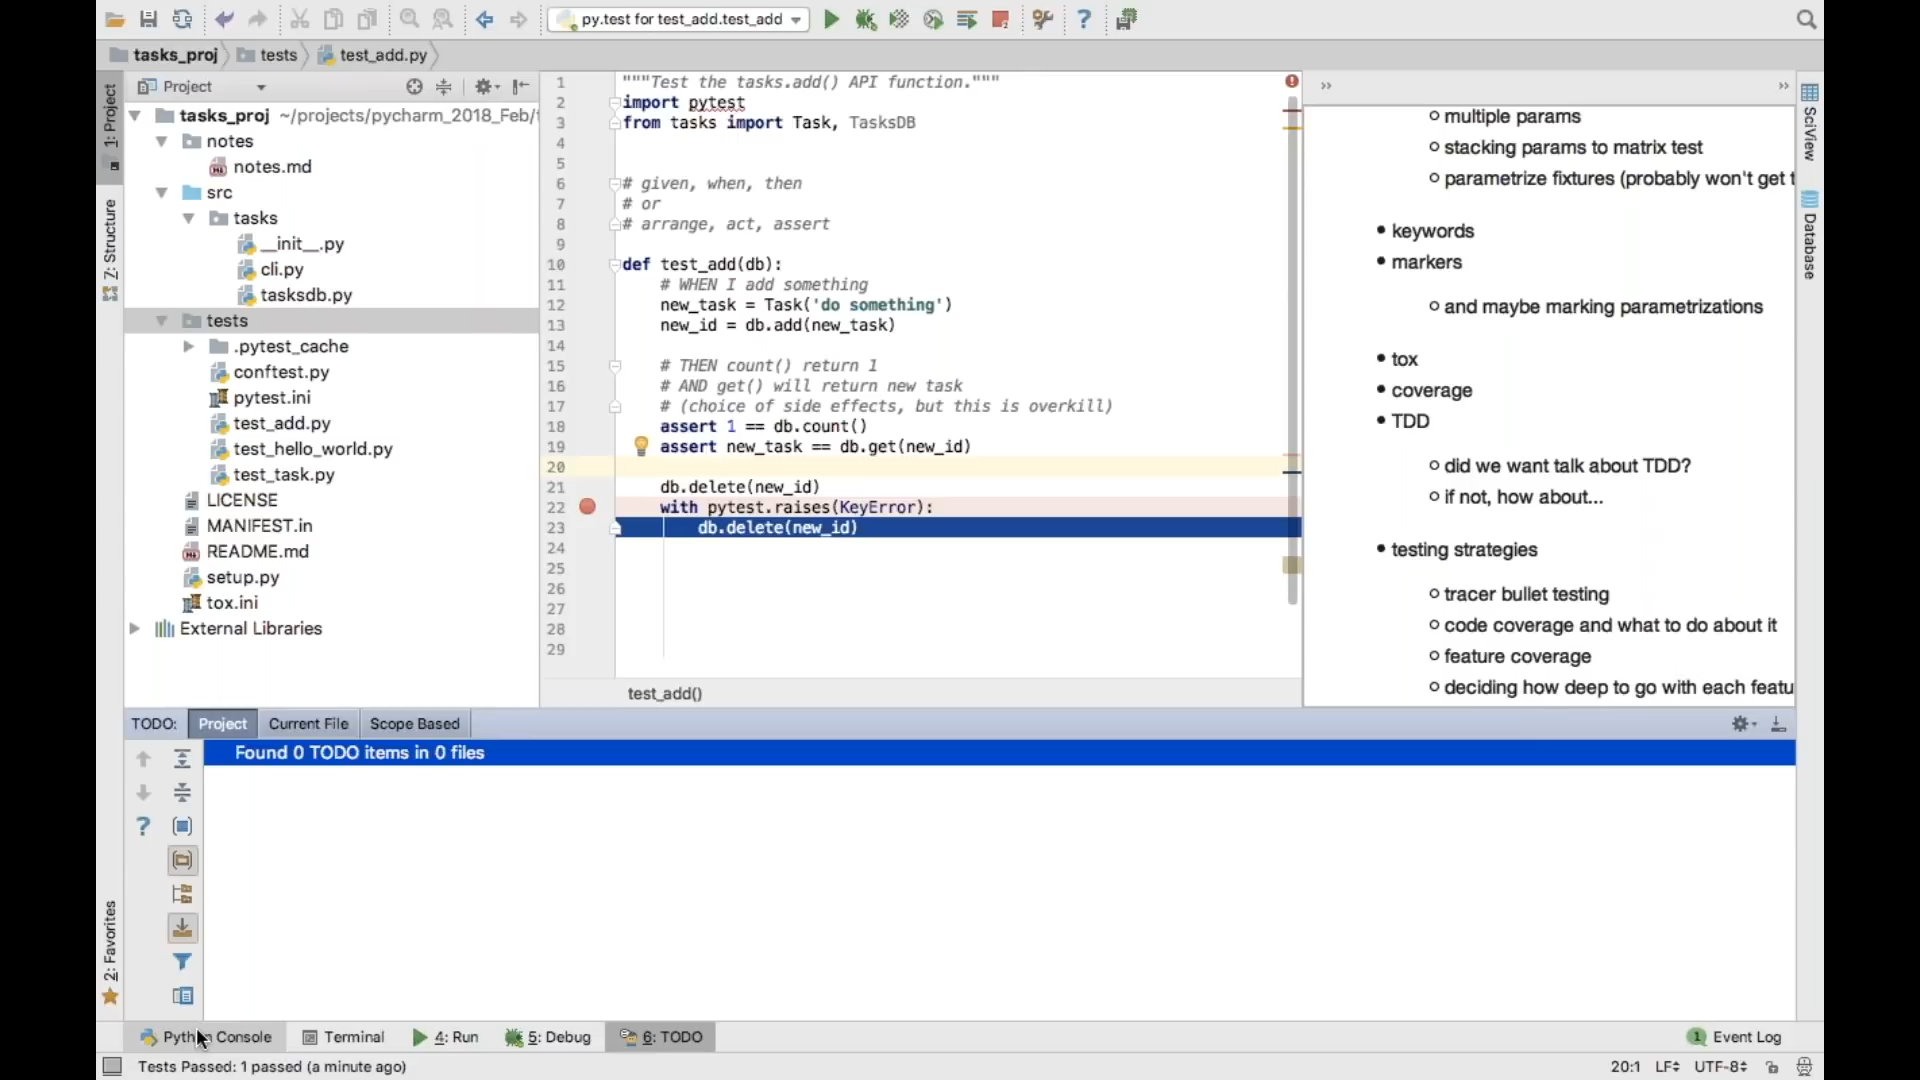 py.test for test_add.test_add
tasks_proj
tests
test_add.py
1: Project
Z: Structure
2: Favorites
Project
tasks_proj ~/projects/pycharm_2018_Feb/
notes
notes.md
src
tasks
__init__.py
cli.py
tasksdb.py
tests
.pytest_cache
conftest.py
pytest.ini
test_add.py
test_hello_world.py
test_task.py
LICENSE
MANIFEST.in
README.md
setup.py
tox.ini
External Libraries
1 """Test the tasks.add() API function."""
2 import pytest
3 from tasks import Task, TasksDB
4
5
6 # given, when, then
7 # or
8 # arrange, act, assert
9
10 def test_add(db):
11 # WHEN I add something
12 new_task = Task('do something')
13 new_id = db.add(new_task)
14
15 # THEN count() return 1
16 # AND get() will return new task
17 # (choice of side effects, but this is overkill)
18 assert 1 == db.count()
19 assert new_task == db.get(new_id)
20
21 db.delete(new_id)
22 with pytest.raises(KeyError):
23 db.delete(new_id)
24
25
26
27
28
29
test_add()
multiple params
stacking params to matrix test
parametrize fixtures (probably won't get
keywords
markers
and maybe marking parametrizations
tox
coverage
TDD
did we want talk about TDD?
if not, how about...
testing strategies
tracer bullet testing
code coverage and what to do about it
feature coverage
deciding how deep to go with each featu
SciView
Database
TODO: Project Current File Scope Based
Found 0 TODO items in 0 files
Python Console
Terminal
4: Run
5: Debug
6: TODO
1 Event Log
Tests Passed: 1 passed (a minute ago)
20:1 LF UTF-8